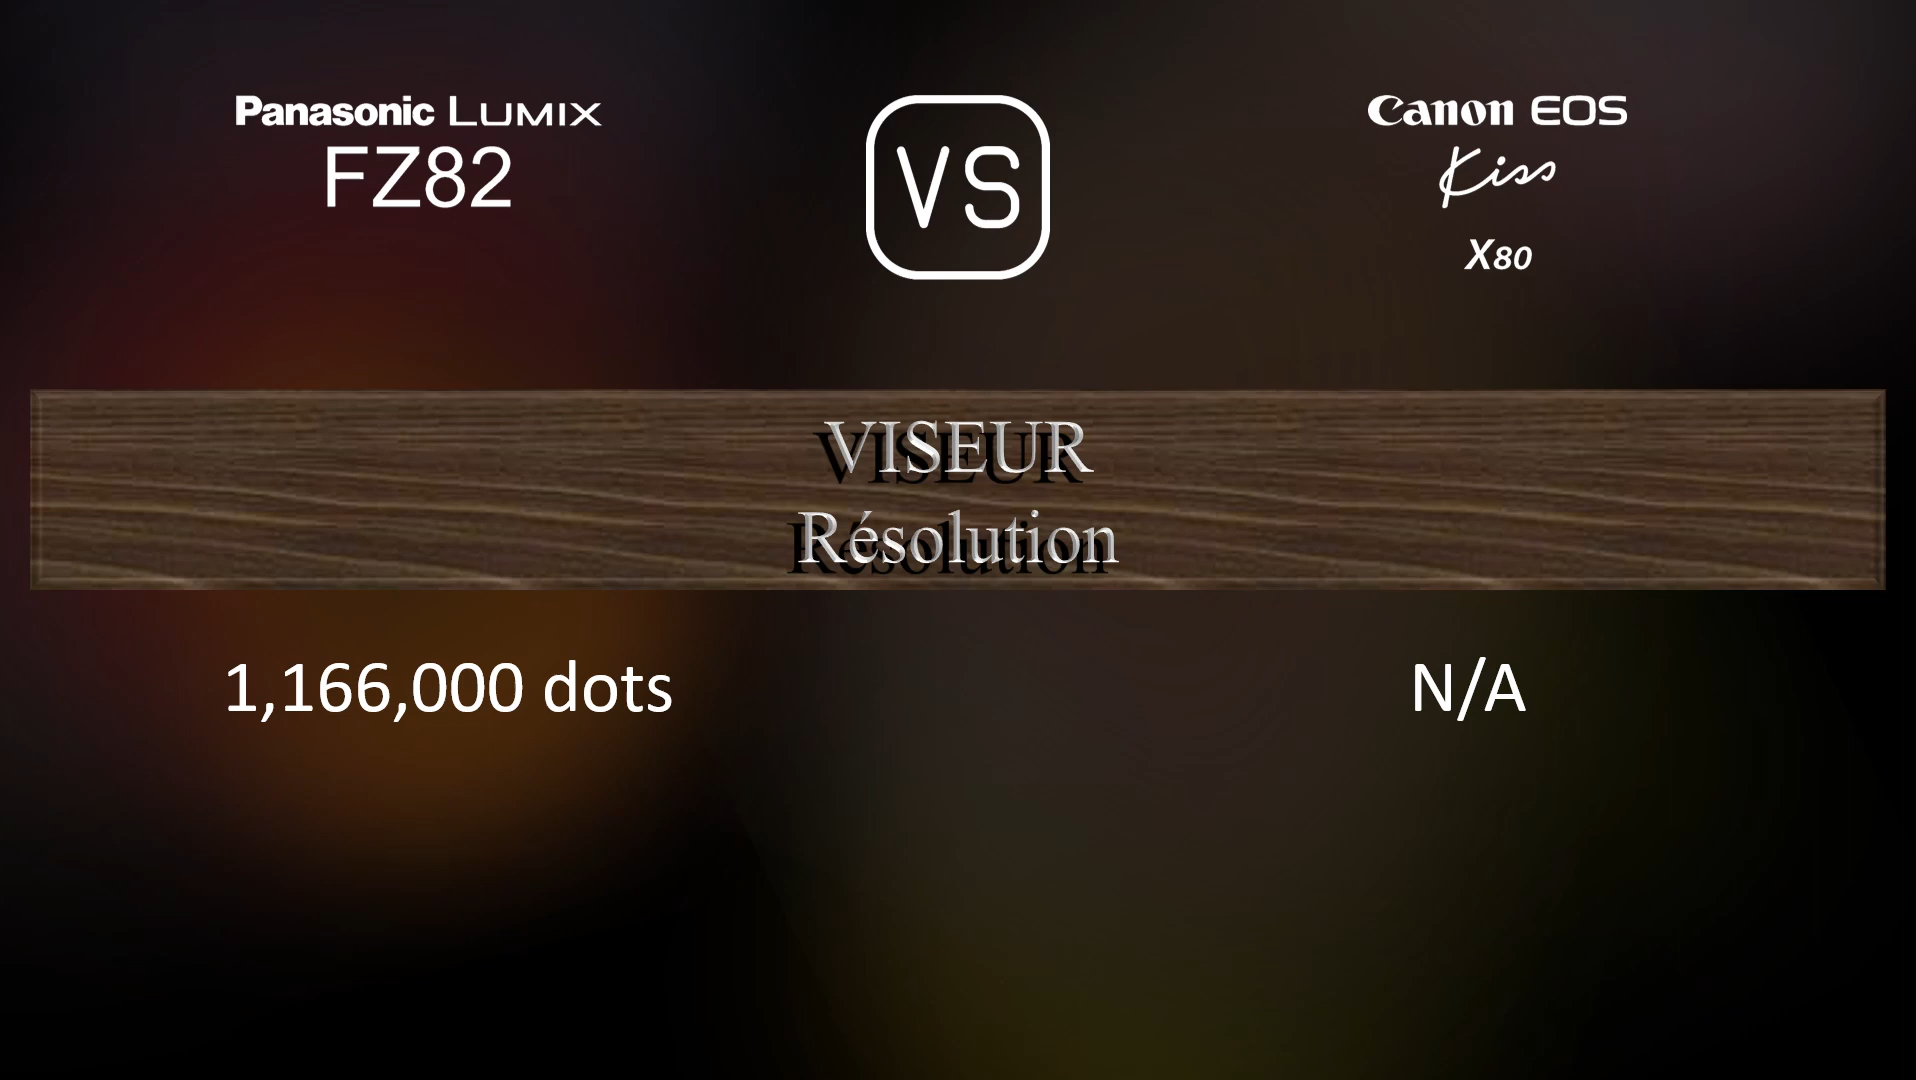 Panasonic LUMIX
FZ82
VS
Canon EOS
Kiss
X80
VISEUR
Résolution
1,166,000 dots
N/A